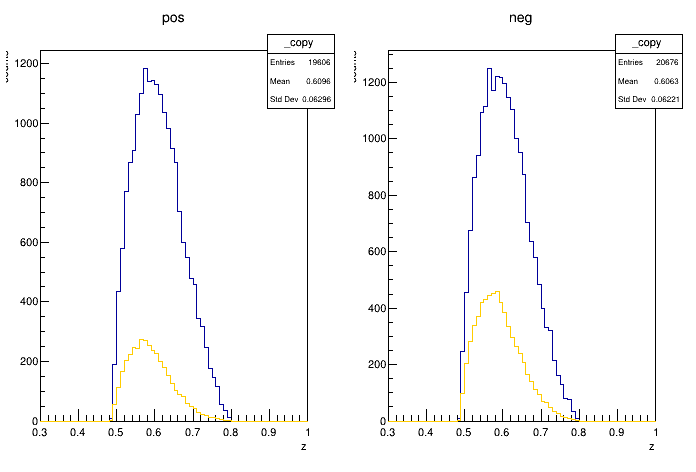 pos
_copy
Entries 19606
Mean 0.6096
Std Dev 0.06296
1200
1000
800
600
400
200
0
0.3 0.4 0.5 0.6 0.7 0.8 0.9 1
z
neg
_copy
Entries 20676
Mean 0.6063
Std Dev 0.06221
1200
1000
800
600
400
200
0
0.3 0.4 0.5 0.6 0.7 0.8 0.9 1
z